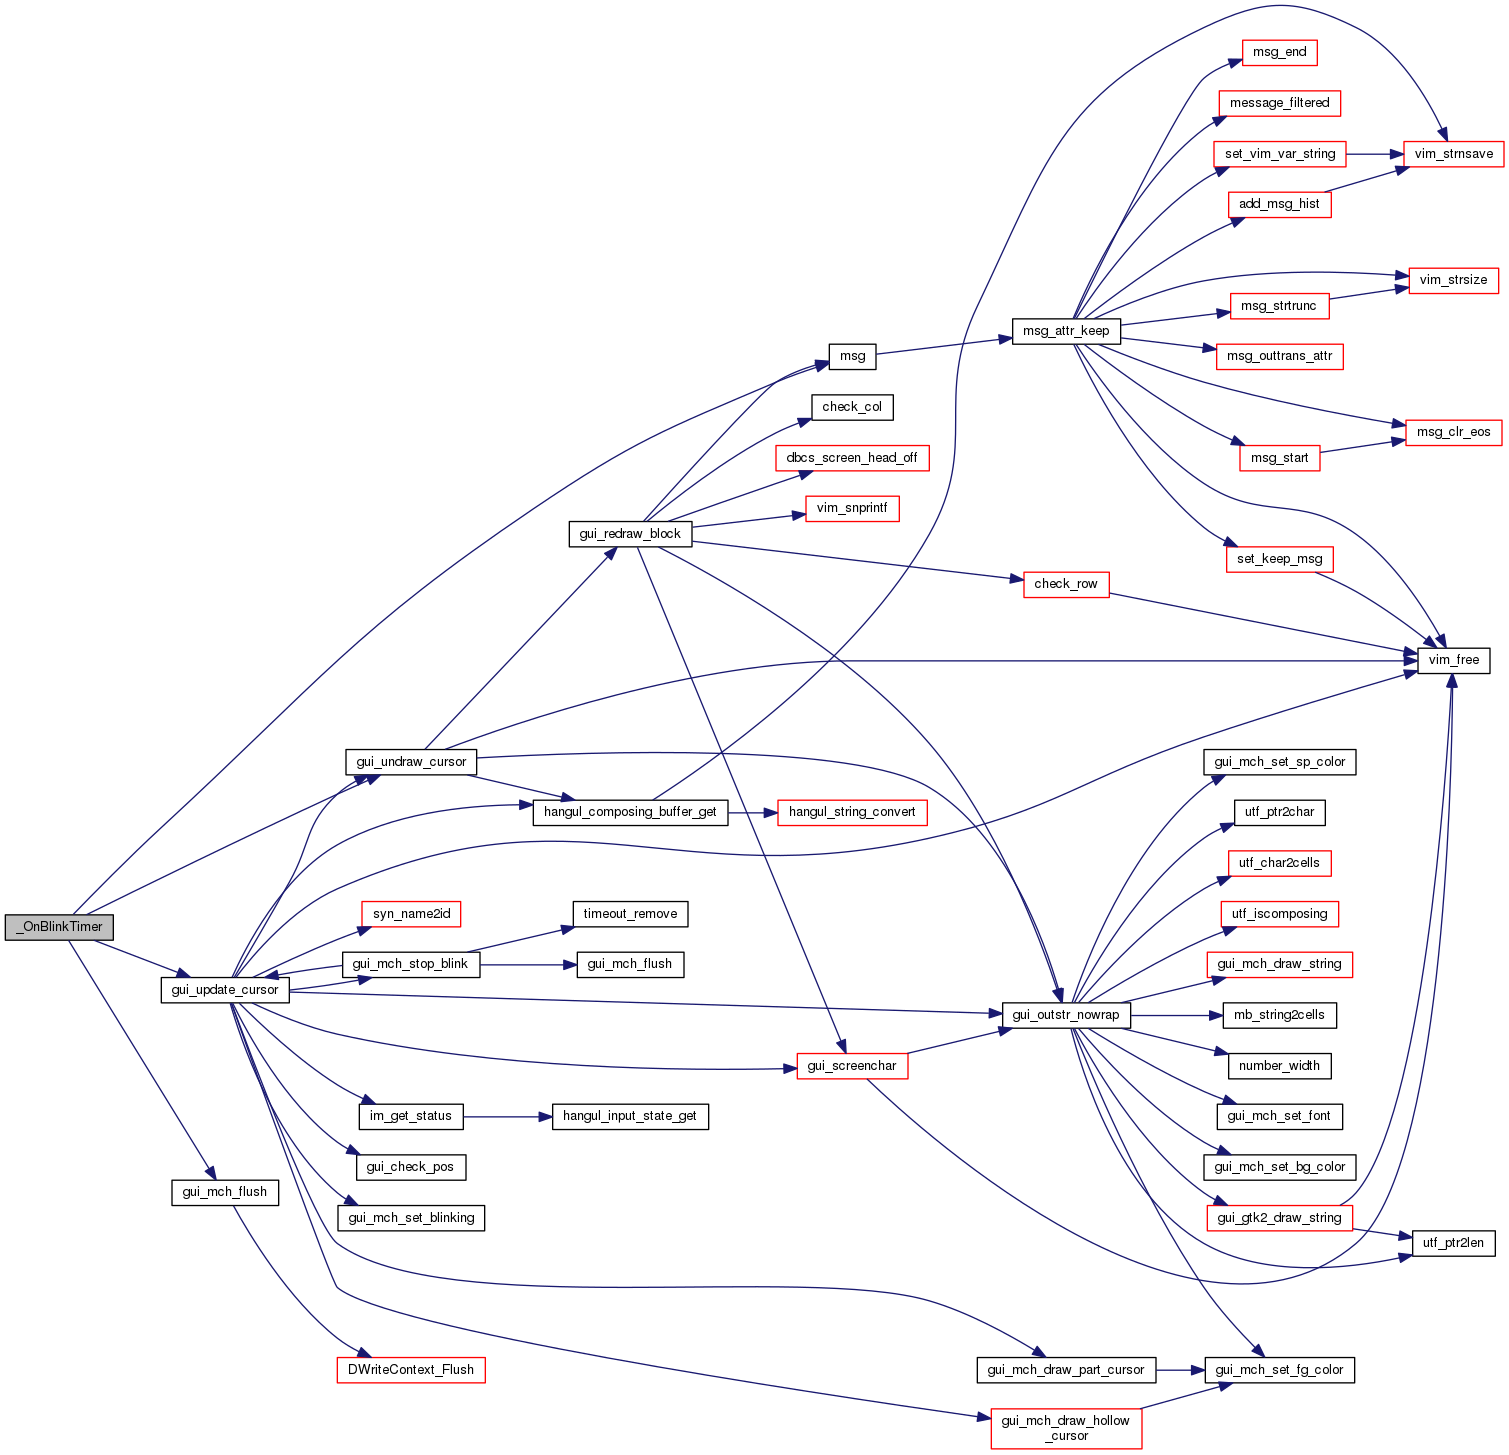 msg_end
message_filtered
set_vim_var_string
vim_strnsave
add_msg_hist
vim_strsize
msg_strtrunc
msg_attr_keep
msg
msg_outtrans_attr
check_col
msg_clr_eos
dbcs_screen_head_off
msg_start
vim_snprintf
gui_redraw_block
set_keep_msg
check_row
vim_free
gui_undraw_cursor
gui_mch_set_sp_color
hangul_composing_buffer_get
hangul_string_convert
utf_ptr2char
utf_char2cells
syn_name2id
timeout_remove
utf_iscomposing
_OnBlinkTimer
gui_mch_stop_blink
gui_mch_flush
gui_mch_draw_string
gui_update_cursor
gui_outstr_nowrap
mb_string2cells
gui_screenchar
number_width
im_get_status
hangul_input_state_get
gui_mch_set_font
gui_check_pos
gui_mch_set_bg_color
gui_mch_flush
gui_mch_set_blinking
gui_gtk2_draw_string
utf_ptr2len
DWriteContext_Flush
gui_mch_draw_part_cursor
gui_mch_set_fg_color
gui_mch_draw_hollow
_cursor